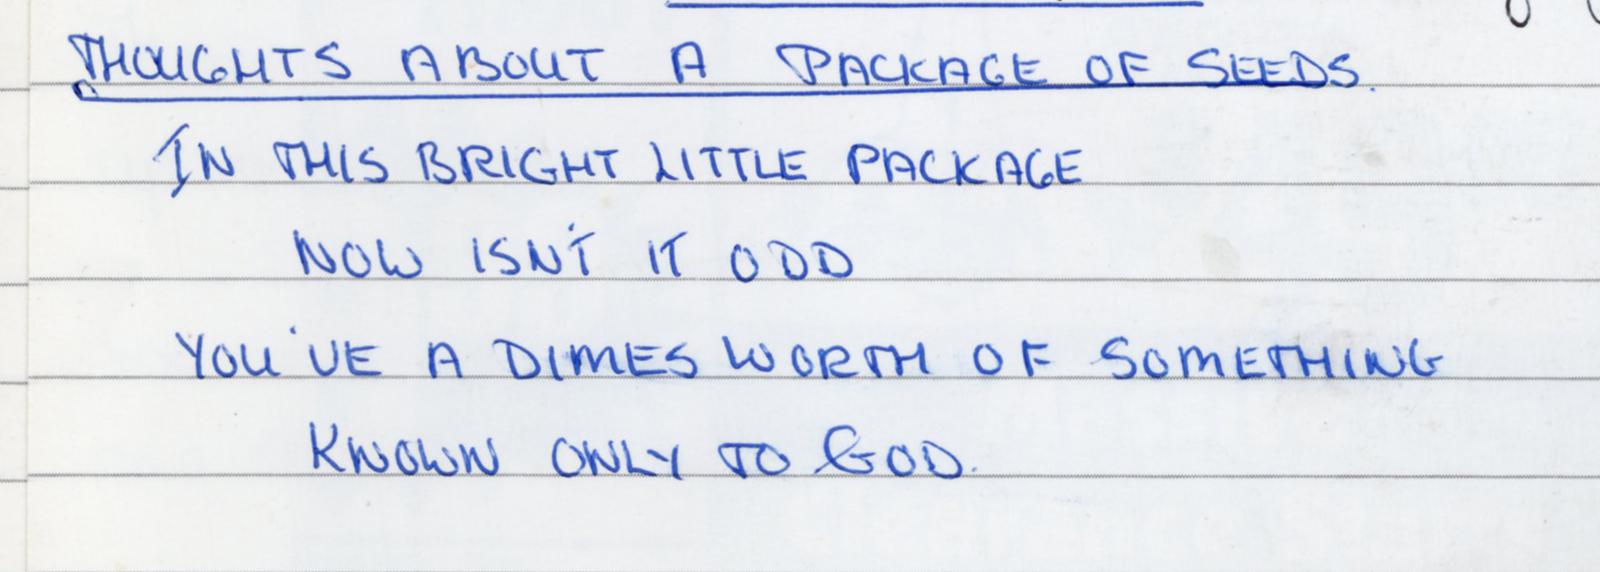 THOUGHTS ABOUT A PACKAGE OF SEEDS.
IN THIS BRIGHT LITTLE PACKAGE
NOW ISN'T IT ODD
YOU'VE A DIMES WORTH OF SOMETHING
KNOWN ONLY TO GOD.